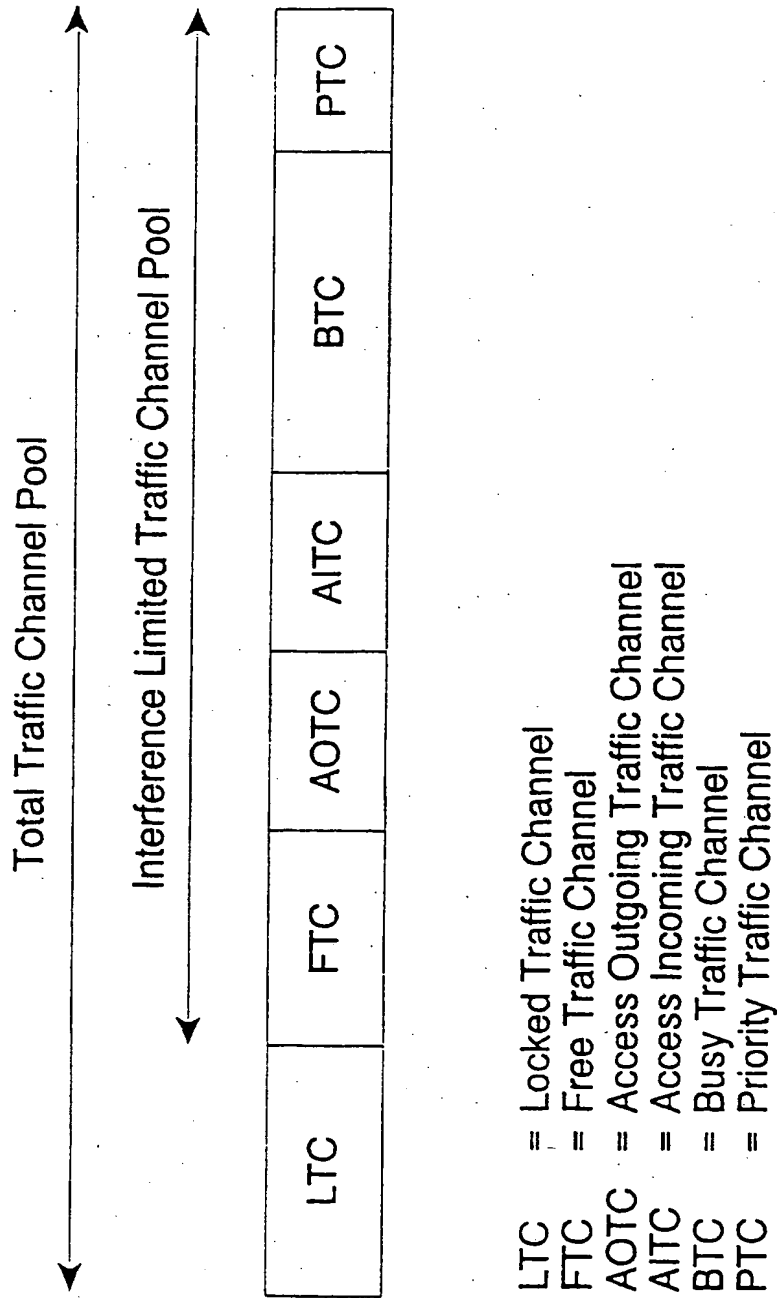 Total Traffic Channel Pool
Interference Limited Traffic Channel Pool
LTC FTC AOTC AITC BTC PTC
LTC = Locked Traffic Channel
FTC = Free Traffic Channel
AOTC = Access Outgoing Traffic Channel
AITC = Access Incoming Traffic Channel
BTC = Busy Traffic Channel
PTC = Priority Traffic Channel